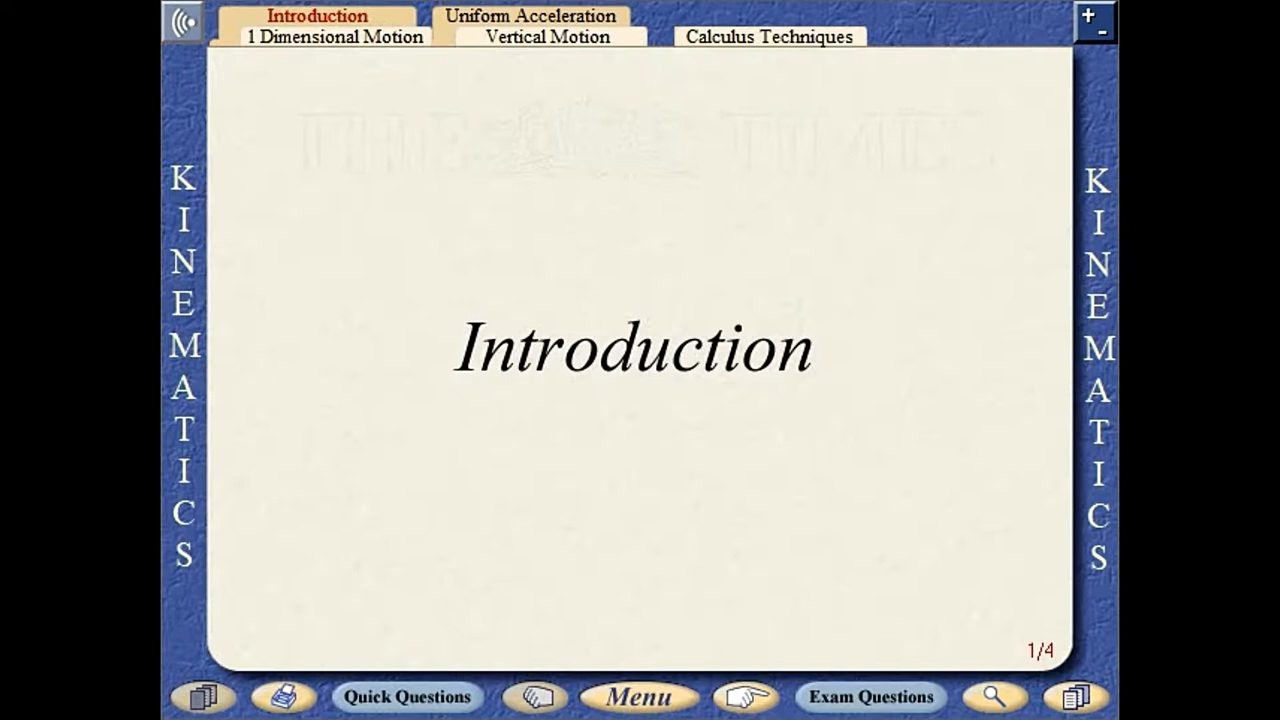 Introduction
Uniform Acceleration
1 Dimensional Motion
Vertical Motion
Calculus Techniques
+
-
KINEMATICS
Introduction
KINEMATICS
1/4
Quick Questions
Menu
Exam Questions